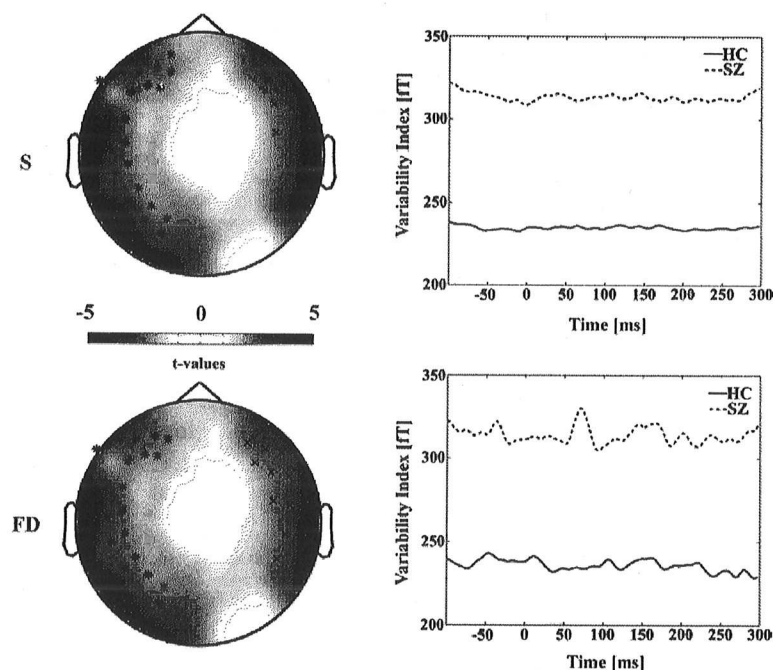 S
-5 0 5
t-values
FD
350
300
250
200
Variability Index [fT]
HC
SZ
-50 0 50 100 150 200 250 300
Time [ms]
350
300
250
200
Variability Index [fT]
HC
SZ
-50 0 50 100 150 200 250 300
Time [ms]